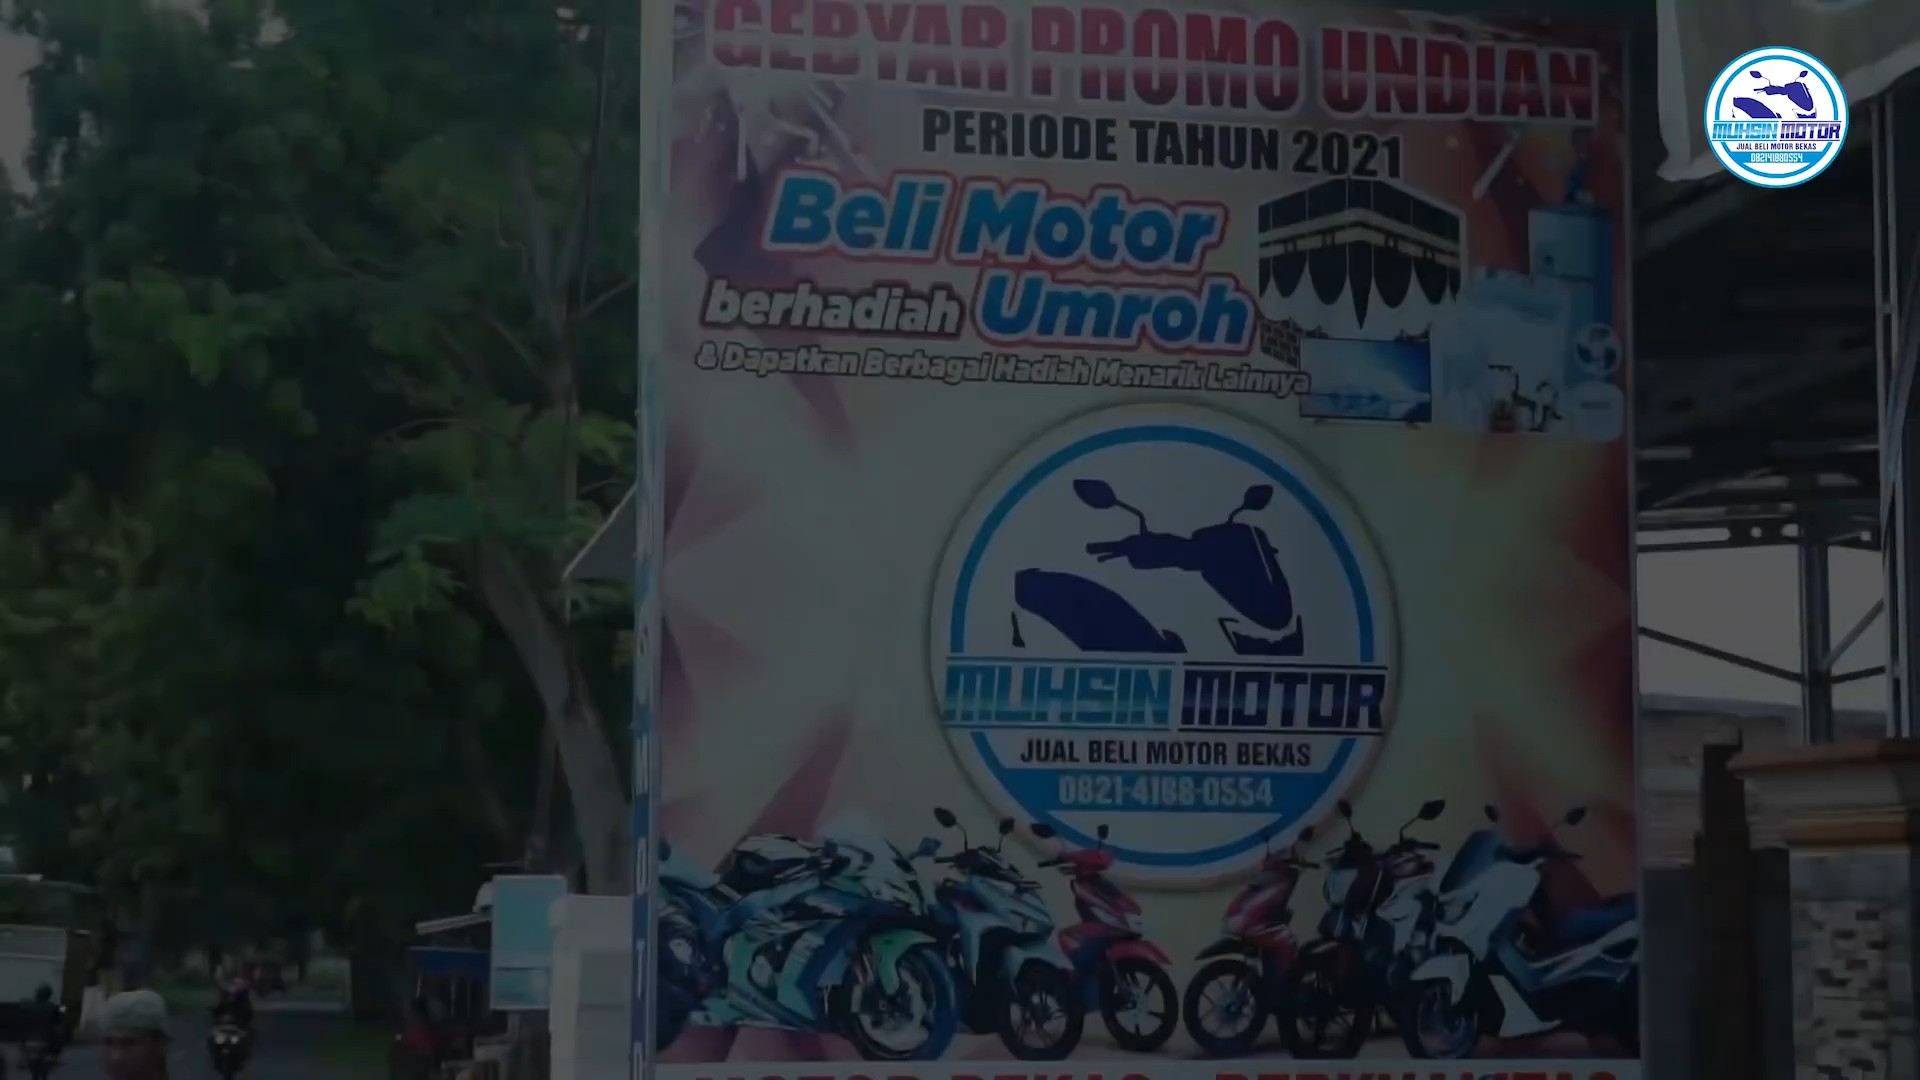 GEBYAR PROMO UNDIAN
PERIODE TAHUN 2021
Beli Motor
berhadiah Umroh
& Dapatkan Berbagai Hadiah Menarik Lainnya
MUHSIN MOTOR
JUAL BELI MOTOR BEKAS
0821-4188-0554
MUHSIN MOTOR
JUAL BELI MOTOR BEKAS
082141880554